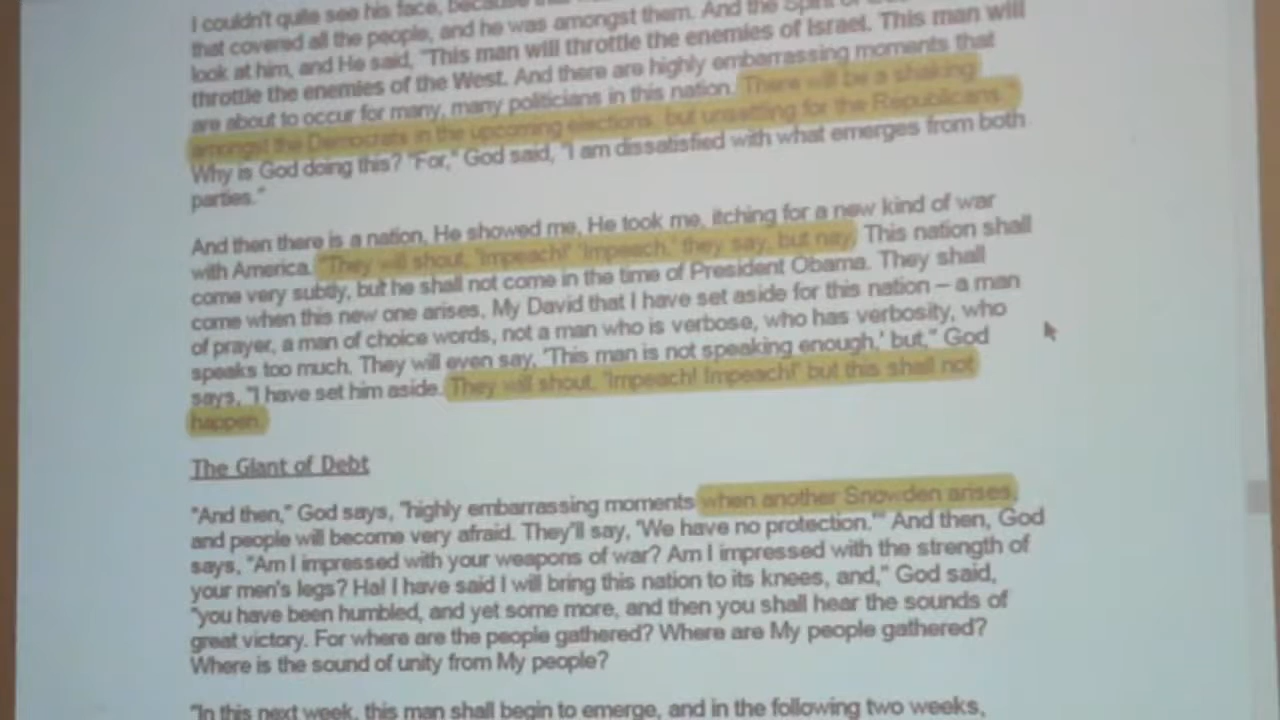 I couldn't quite see his face, because
that covered all the people, and he was amongst them. And the Spirit of
look at him, and He said, "This man will throttle the enemies of Israel. This man will
throttle the enemies of the West. And there are highly embarrassing moments that
are about to occur for many, many politicians in this nation. There will be a shaking
amongst the Democrats in the upcoming elections, but unsettling for the Republicans."
Why is God doing this? "For," God said, "I am dissatisfied with what emerges from both
parties."
And then there is a nation, He showed me, He took me, itching for a new kind of war
with America. "They will shout, 'Impeach!' 'Impeach,' they say, but nay. This nation shall
come very subtly, but he shall not come in the time of President Obama. They shall
come when this new one arises, My David that I have set aside for this nation – a man
of prayer, a man of choice words, not a man who is verbose, who has verbosity, who
speaks too much. They will even say, 'This man is not speaking enough,' but," God
says, "I have set him aside. They will shout, 'Impeach! Impeach!' but this shall not
happen.
The Giant of Debt
"And then," God says, "highly embarrassing moments when another Snowden arises,
and people will become very afraid. They'll say, 'We have no protection.'" And then, God
says, "Am I impressed with your weapons of war? Am I impressed with the strength of
your men's legs? Ha! I have said I will bring this nation to its knees, and," God said,
"you have been humbled, and yet some more, and then you shall hear the sounds of
great victory. For where are the people gathered? Where are My people gathered?
Where is the sound of unity from My people?
"In this next week, this man shall begin to emerge, and in the following two weeks,